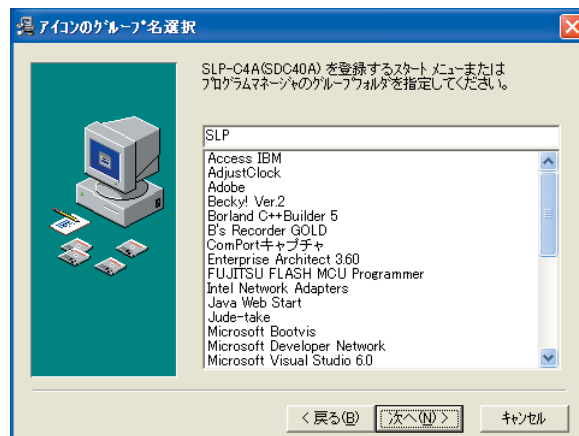 アイコンのグループ名選択
SLP-C4A(SDC40A) を登録するスタート メニューまたは
プログラムマネージャのグループフォルダを指定してください。
SLP
Access IBM
AdjustClock
Adobe
Becky! Ver.2
Borland C++Builder 5
B's Recorder GOLD
ComPortキャプチャ
Enterprise Architect 3.60
FUJITSU FLASH MCU Programmer
Intel Network Adapters
Java Web Start
Jude-take
Microsoft Bootvis
Microsoft Developer Network
Microsoft Visual Studio 6.0
< 戻る(B) 次へ(N) > キャンセル